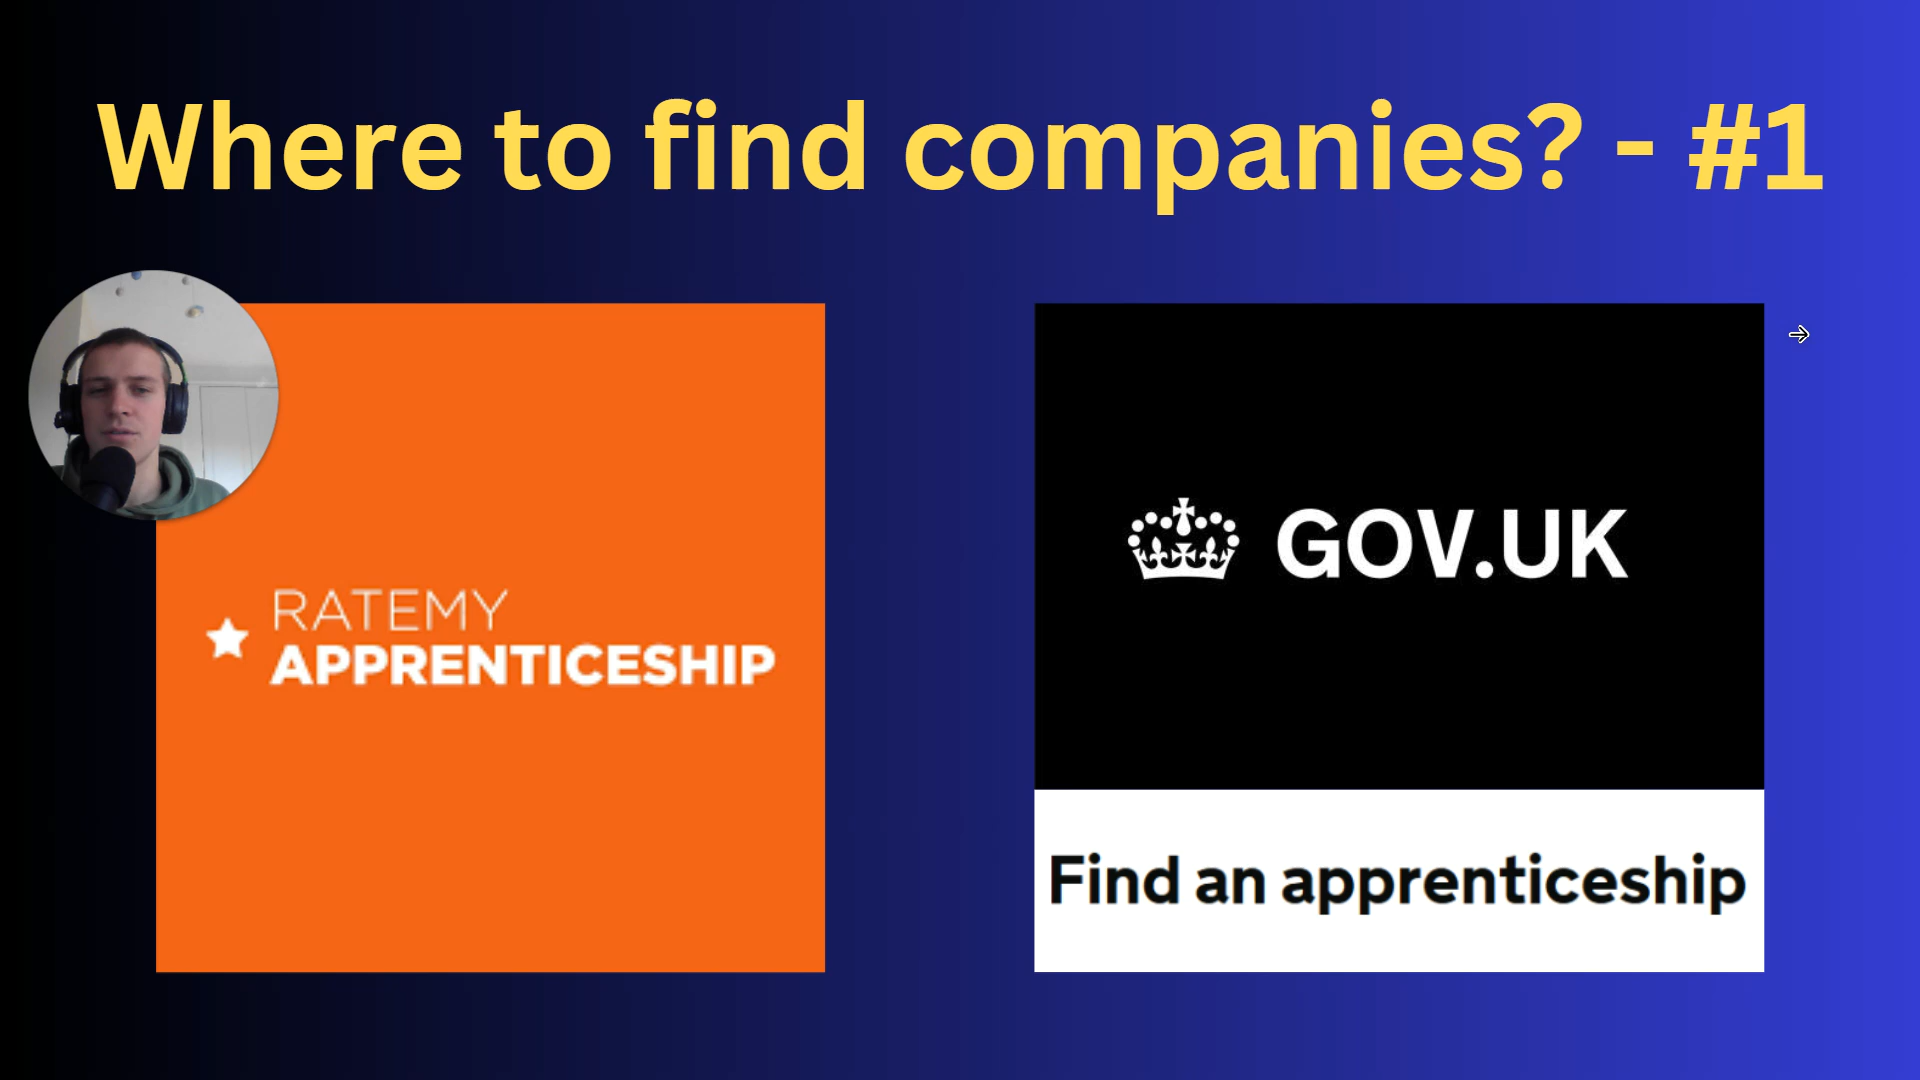 Where to find companies? - #1
RATEMY
APPRENTICESHIP
GOV.UK
Find an apprenticeship